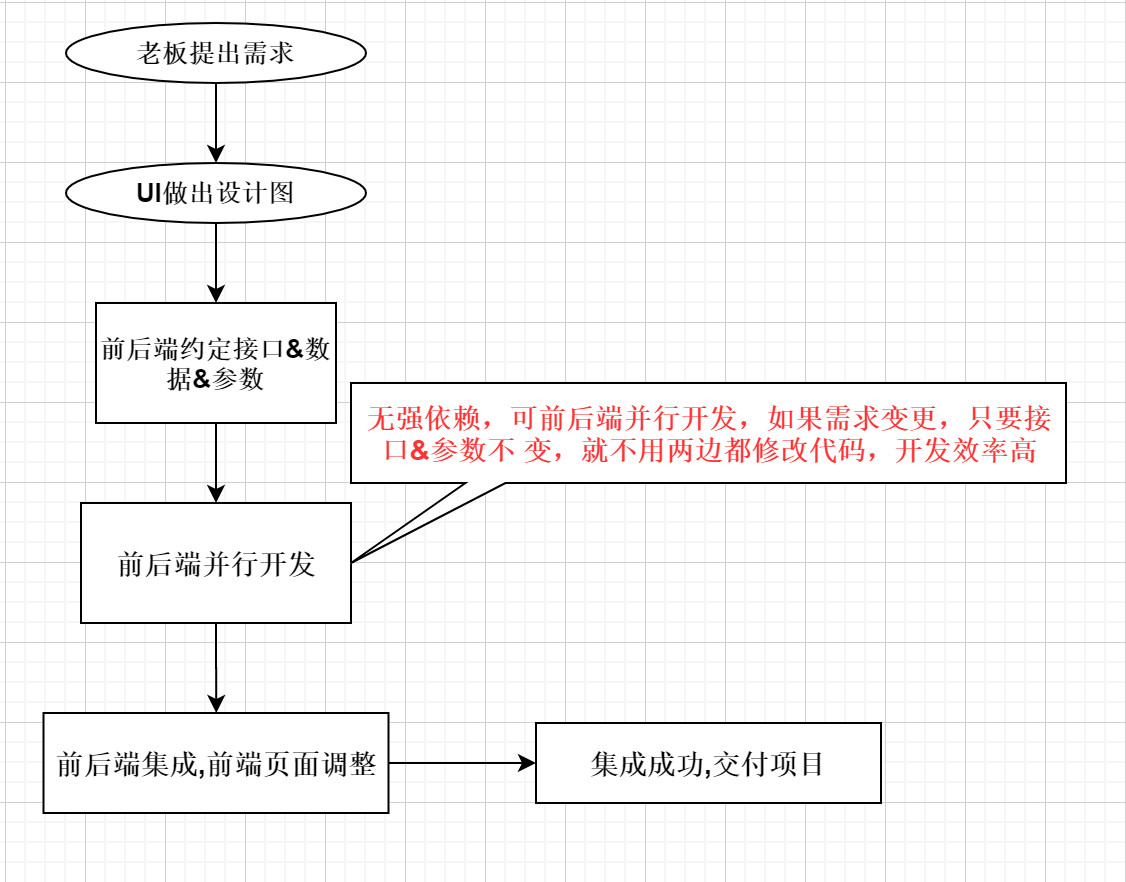 老板提出需求
UI做出设计图
前后端约定接口&数
据&参数
无强依赖，可前后端并行开发，如果需求变更，只要接
口&参数不 变，就不用两边都修改代码，开发效率高
前后端并行开发
前后端集成,前端页面调整
集成成功,交付项目